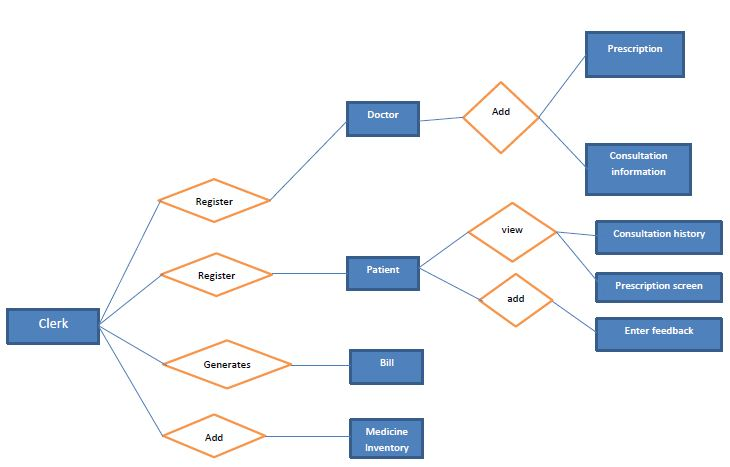 Prescription
Add
Doctor
Consultation
information
Register
view
Consultation history
Register
Patient
Prescription screen
add
Clerk
Enter feedback
Generates
Bill
Add
Medicine
Inventory